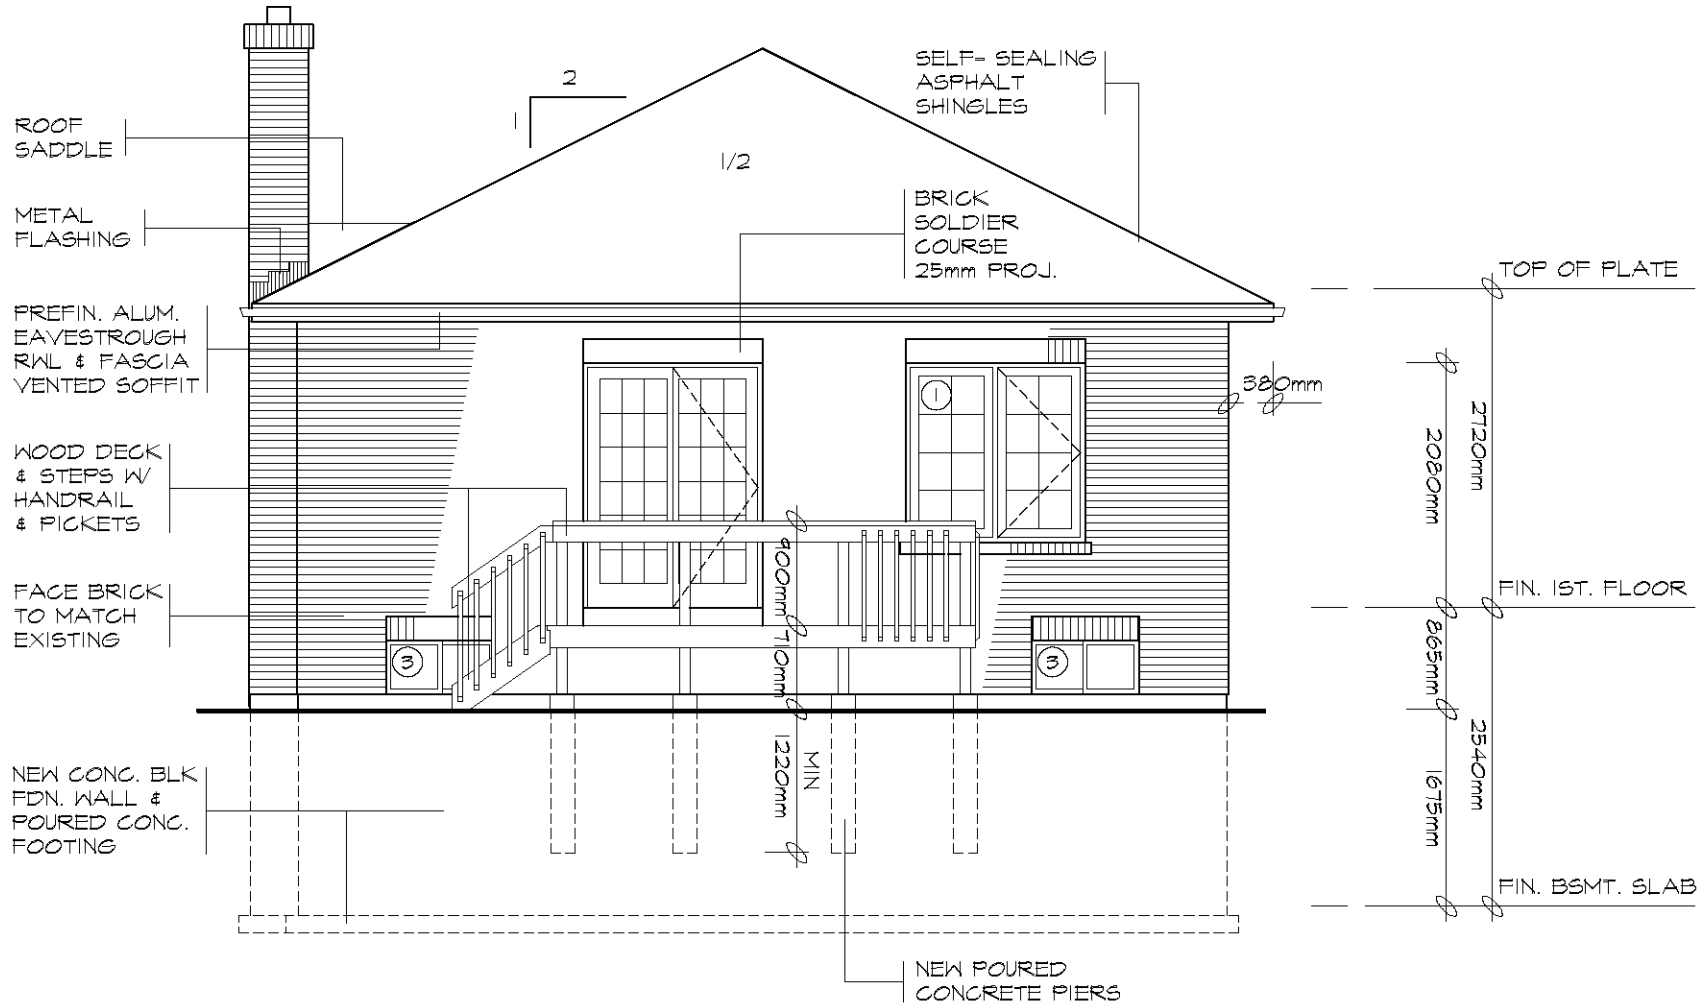 ROOF
SADDLE
METAL
FLASHING
PREFIN. ALUM.
EAVESTROUGH
RWL & FASCIA
VENTED SOFFIT
WOOD DECK
& STEPS W/
HANDRAIL
& PICKETS
FACE BRICK
TO MATCH
EXISTING
NEW CONC. BLK
FDN. WALL &
POURED CONC.
FOOTING
2
1
1/2
SELF- SEALING
ASPHALT
SHINGLES
BRICK
SOLDIER
COURSE
25mm PROJ.
1
3
3
900mm
710mm
1220mm
MIN
NEW POURED
CONCRETE PIERS
380mm
TOP OF PLATE
2720mm
2080mm
FIN. 1ST. FLOOR
865mm
2540mm
1675mm
FIN. BSMT. SLAB